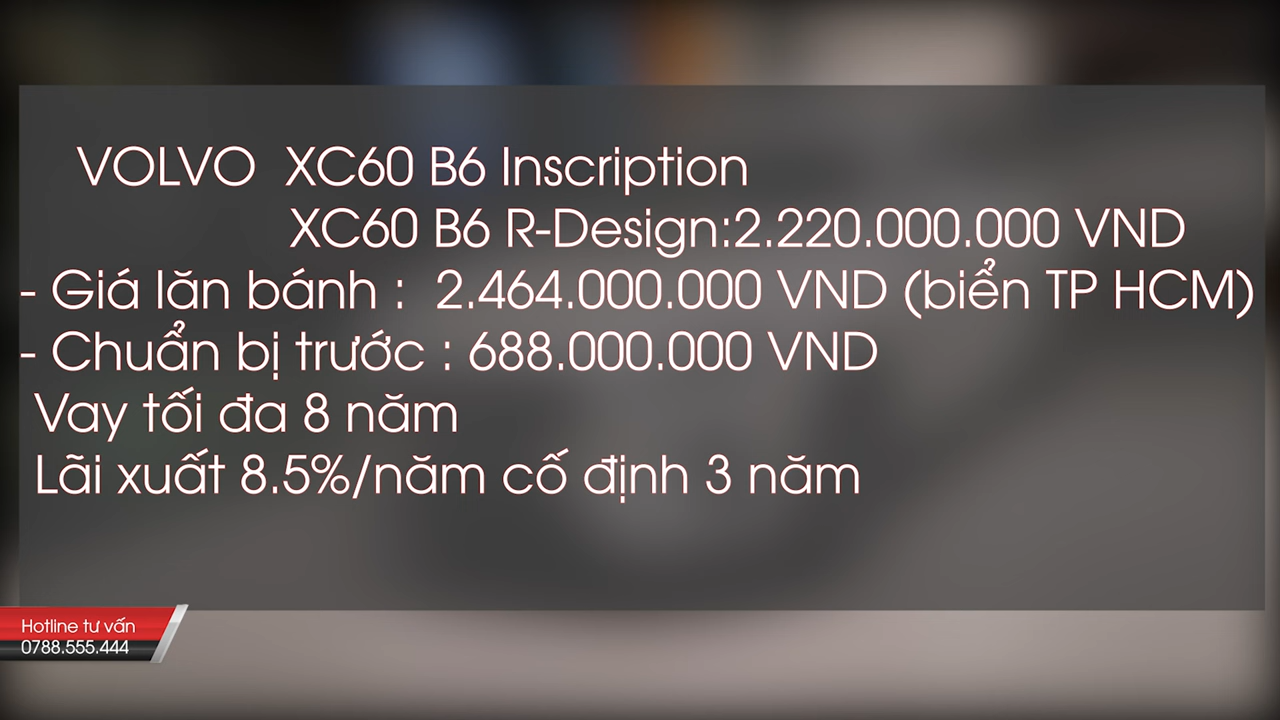 VOLVO XC60 B6 Inscription
XC60 B6 R-Design:2.220.000.000 VND
- Giá lăn bánh : 2.464.000.000 VND (biển TP HCM)
- Chuẩn bị trước : 688.000.000 VND
Vay tối đa 8 năm
Lãi xuất 8.5%/năm cố định 3 năm
Hotline tư vấn
0788.555.444